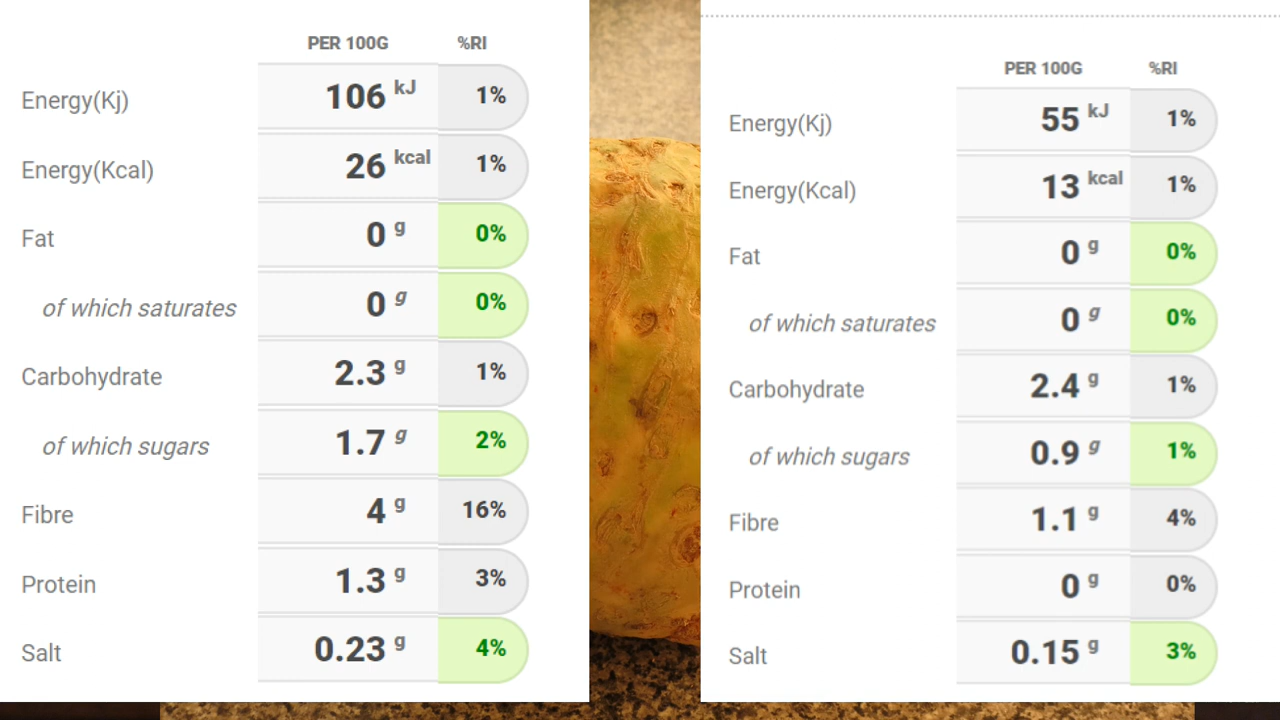 PER 100G %RI
Energy(Kj) 106 kJ 1%
Energy(Kcal) 26 kcal 1%
Fat 0 g 0%
of which saturates 0 g 0%
Carbohydrate 2.3 g 1%
of which sugars 1.7 g 2%
Fibre 4 g 16%
Protein 1.3 g 3%
Salt 0.23 g 4%
PER 100G %RI
Energy(Kj) 55 kJ 1%
Energy(Kcal) 13 kcal 1%
Fat 0 g 0%
of which saturates 0 g 0%
Carbohydrate 2.4 g 1%
of which sugars 0.9 g 1%
Fibre 1.1 g 4%
Protein 0 g 0%
Salt 0.15 g 3%